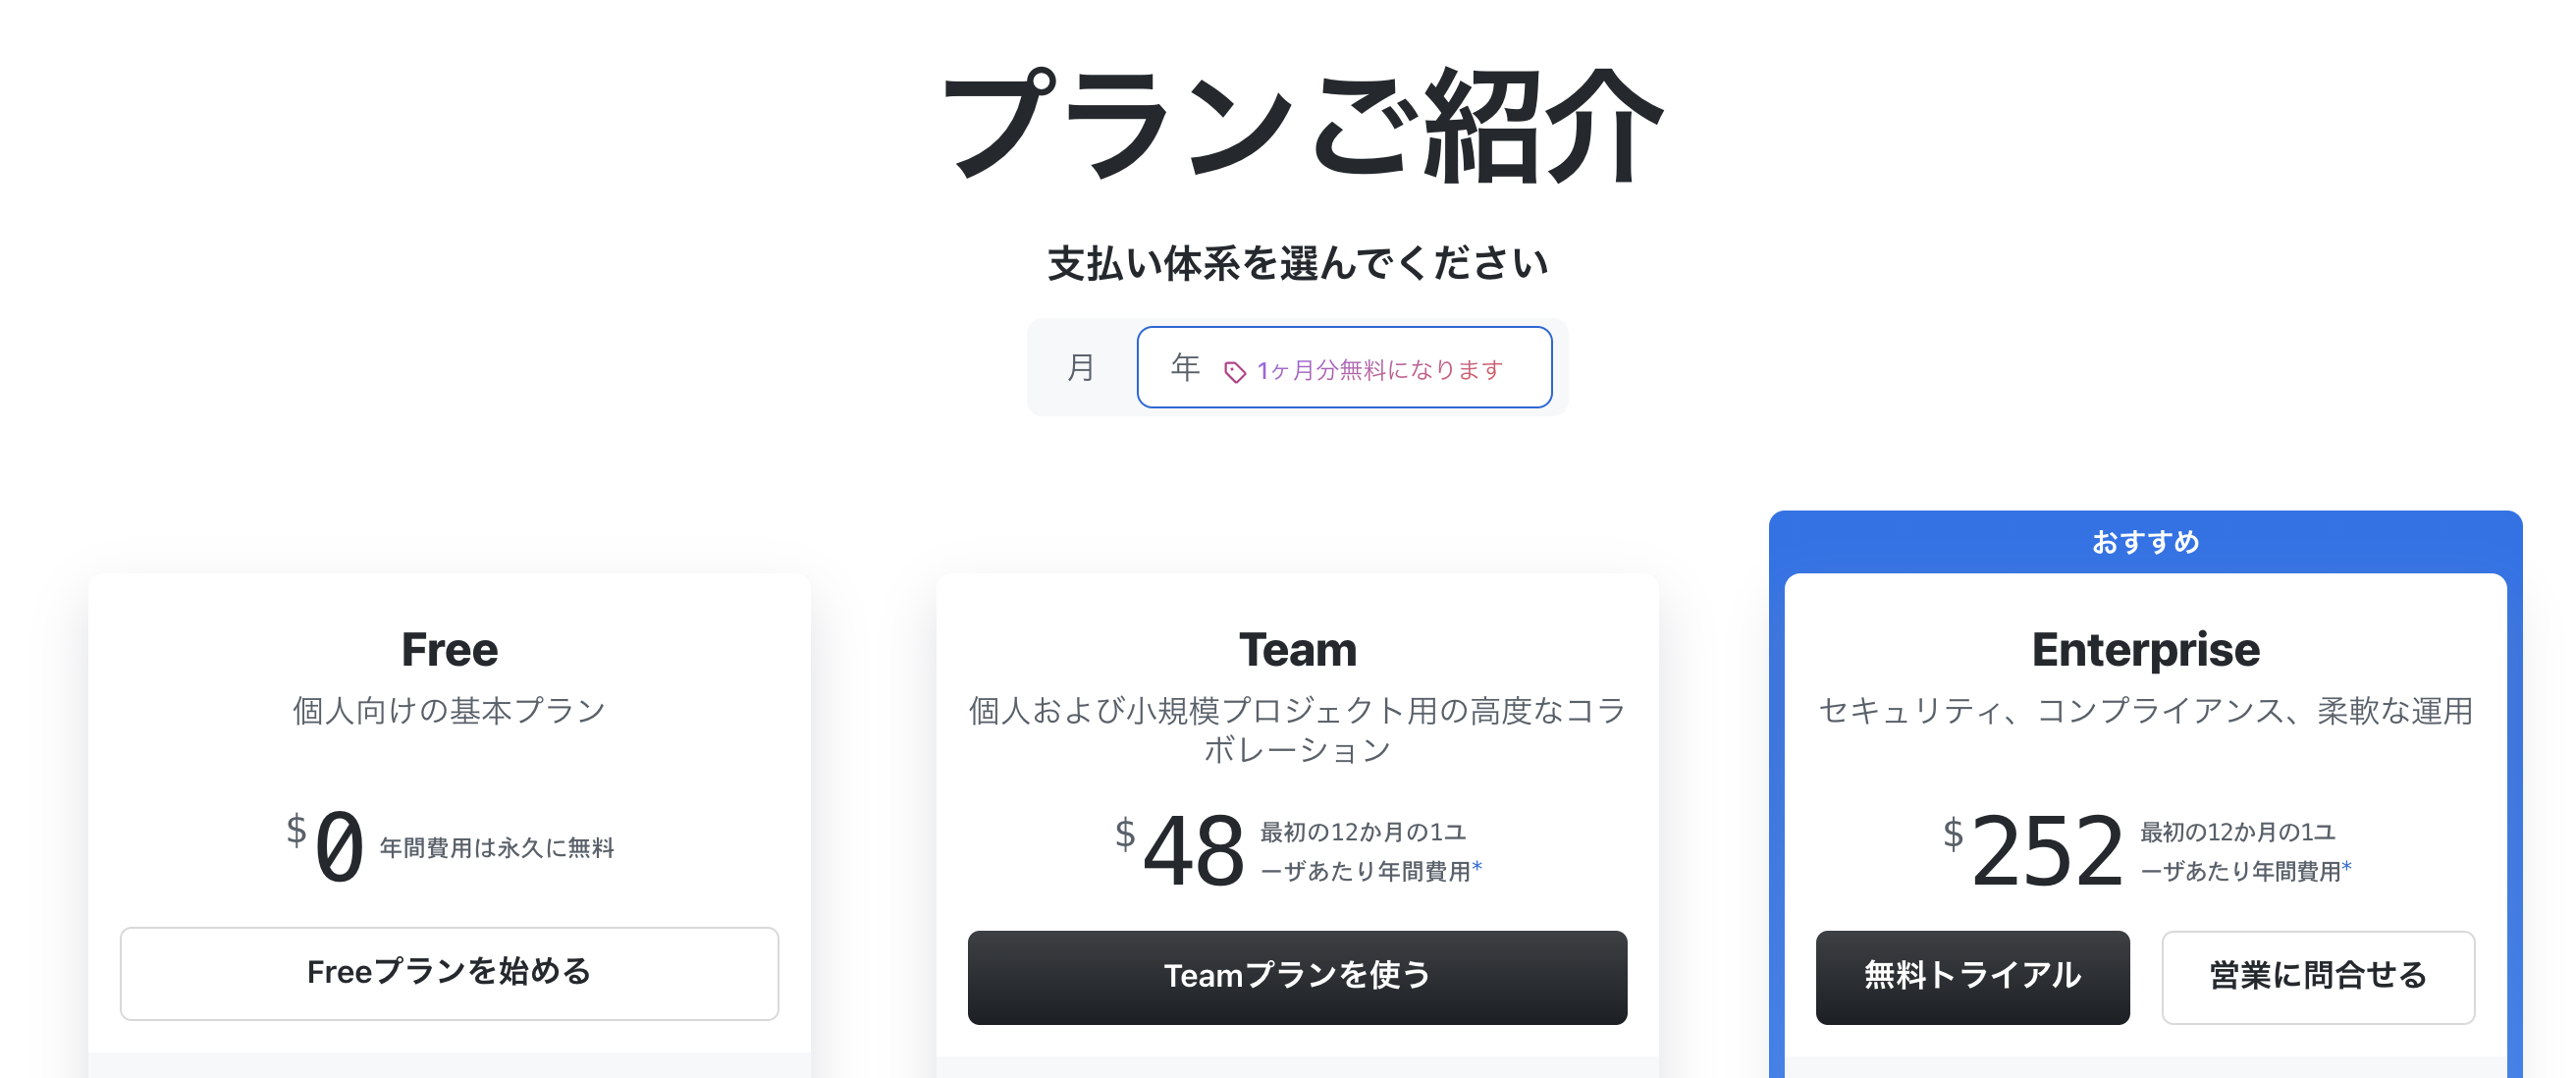 プランご紹介
支払い体系を選んでください
月
年 1ヶ月分無料になります
Free
個人向けの基本プラン
$0 年間費用は永久に無料
Freeプランを始める
Team
個人および小規模プロジェクト用の高度なコラ
ボレーション
$48 最初の12か月の1ユ
ーザあたり年間費用*
Teamプランを使う
おすすめ
Enterprise
セキュリティ、コンプライアンス、柔軟な運用
$252 最初の12か月の1ユ
ーザあたり年間費用*
無料トライアル
営業に問合せる